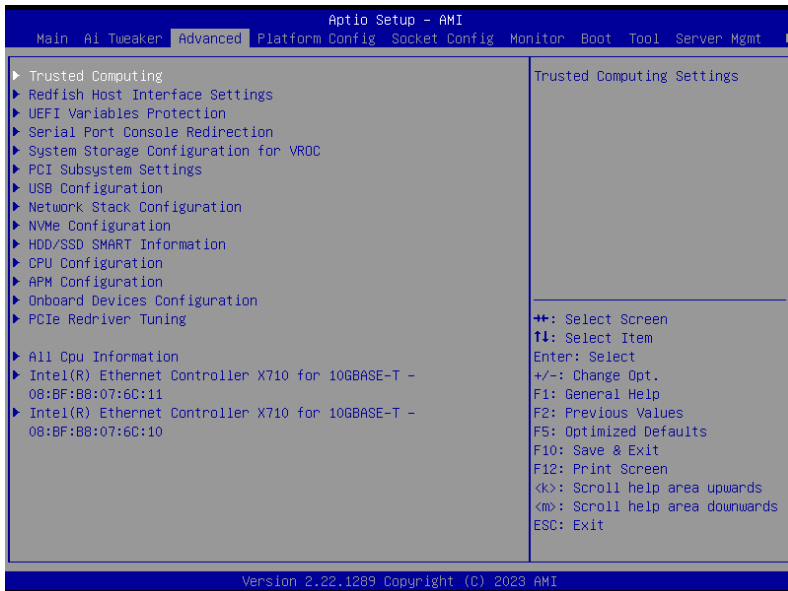 Aptio Setup – AMI
Main Ai Tweaker Advanced Platform Config Socket Config Monitor Boot Tool Server Mgmt
Trusted Computing
Redfish Host Interface Settings
UEFI Variables Protection
Serial Port Console Redirection
System Storage Configuration for VROC
PCI Subsystem Settings
USB Configuration
Network Stack Configuration
NVMe Configuration
HDD/SSD SMART Information
CPU Configuration
APM Configuration
Onboard Devices Configuration
PCIe Redriver Tuning
All Cpu Information
Intel(R) Ethernet Controller X710 for 10GBASE-T –
08:BF:B8:07:6C:11
Intel(R) Ethernet Controller X710 for 10GBASE-T –
08:BF:B8:07:6C:10
Trusted Computing Settings
→←: Select Screen
↑↓: Select Item
Enter: Select
+/-: Change Opt.
F1: General Help
F2: Previous Values
F5: Optimized Defaults
F10: Save & Exit
F12: Print Screen
<k>: Scroll help area upwards
<m>: Scroll help area downwards
ESC: Exit
Version 2.22.1289 Copyright (C) 2023 AMI